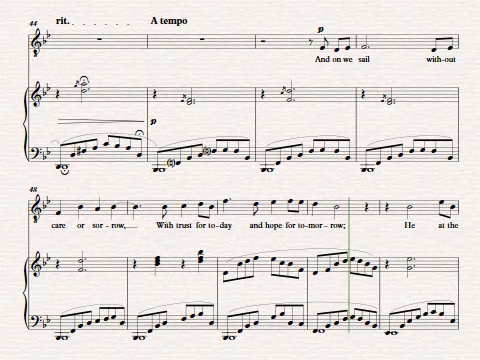 44 rit. . . . . . . A tempo
p
And on we sail with-out
p
48
care or sor - row,__ With trust for to-day and hope for to-mor - row; He at the